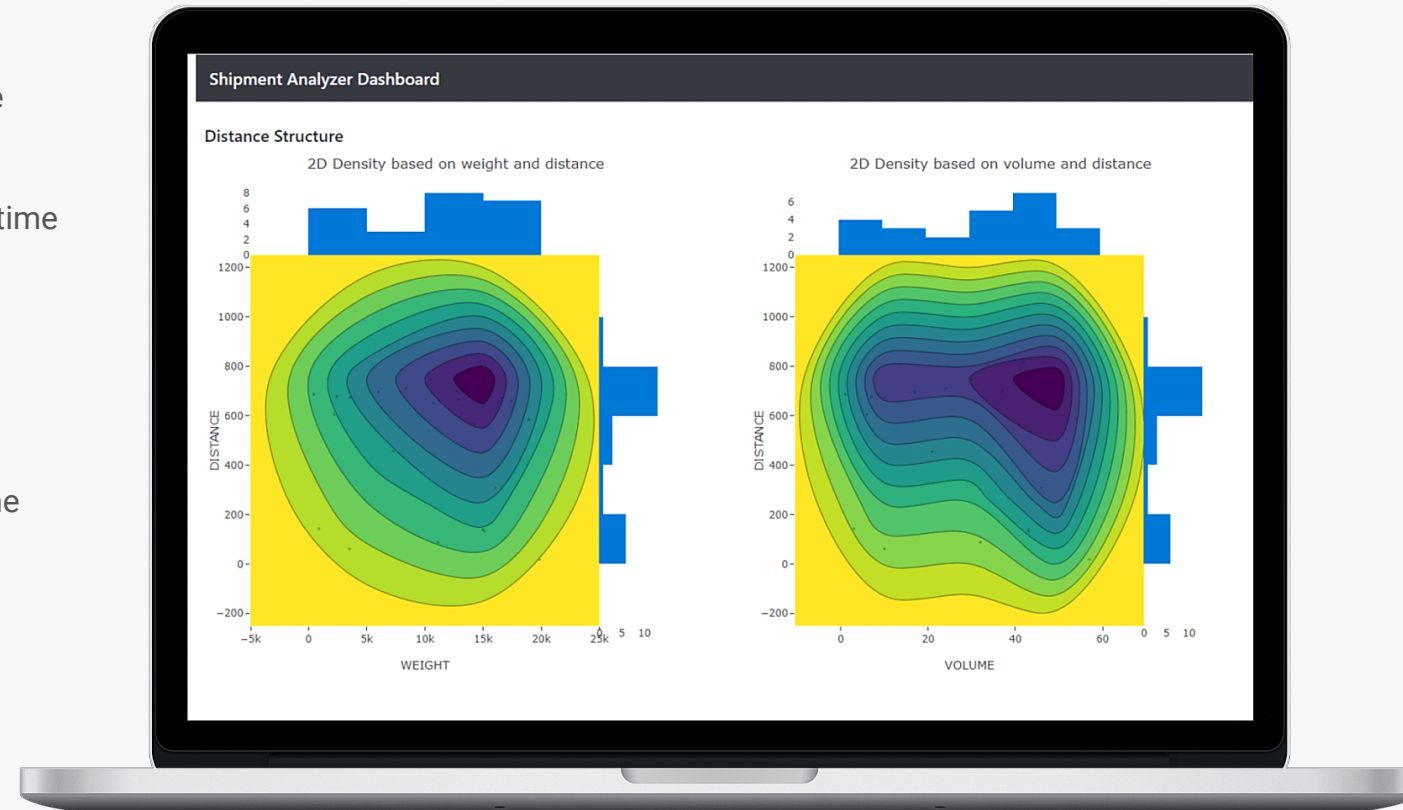 e
time
ne
Shipment Analyzer Dashboard
Distance Structure
2D Density based on weight and distance
8
6
4
2
0
1200
1000
800
600
400
200
0
−200
DISTANCE
−5k 0 5k 10k 15k 20k 25k
0 5 10
WEIGHT
2D Density based on volume and distance
6
4
2
0
1200
1000
800
600
400
200
0
−200
DISTANCE
0 20 40 60
0 5 10
VOLUME